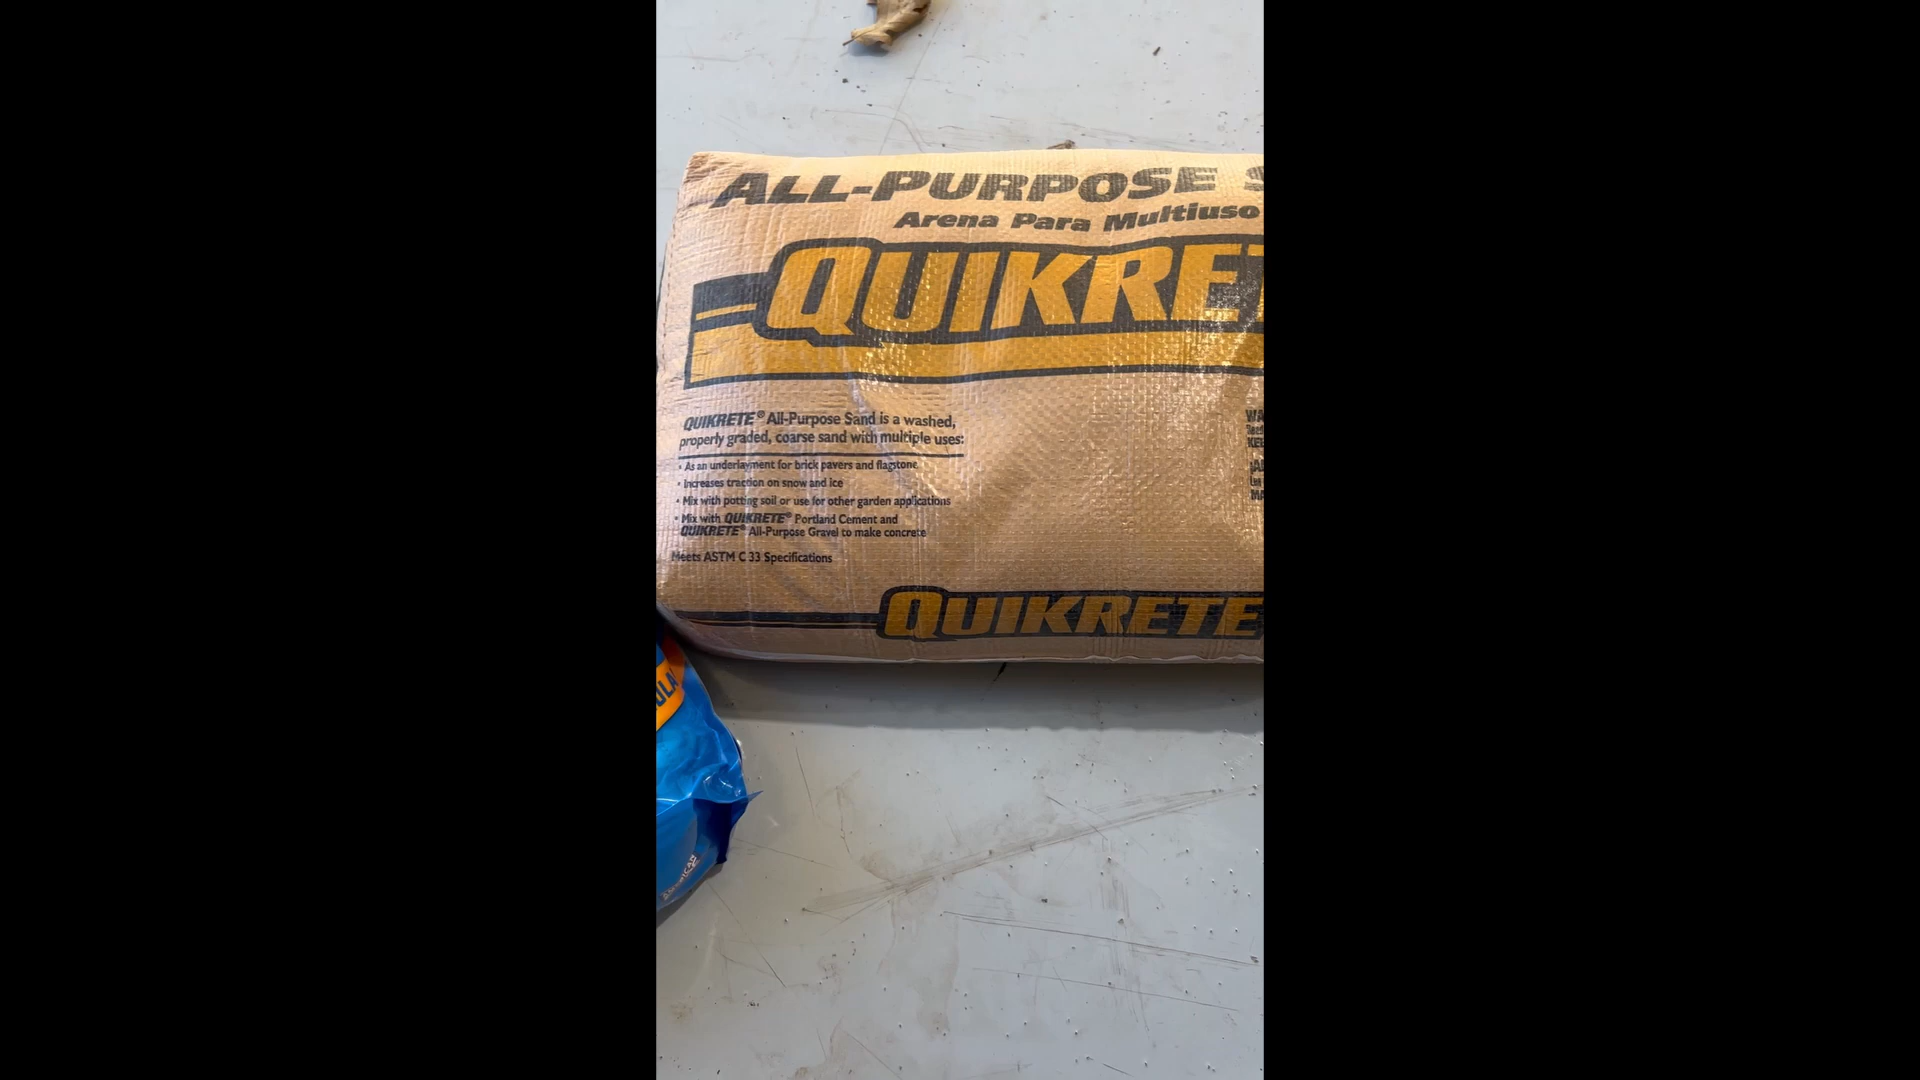 ALL-PURPOSE
Arena Para Multiuso
QUIKRETE
QUIKRETE® All-Purpose Sand is a washed,
properly graded, coarse sand with multiple uses:
• As an underlayment for brick pavers and flagstone
• Increases traction on snow and ice
• Mix with potting soil or use for other garden applications
• Mix with QUIKRETE® Portland Cement and
QUIKRETE® All-Purpose Gravel to make concrete
Meets ASTM C 33 Specifications
QUIKRETE
AMERICAN